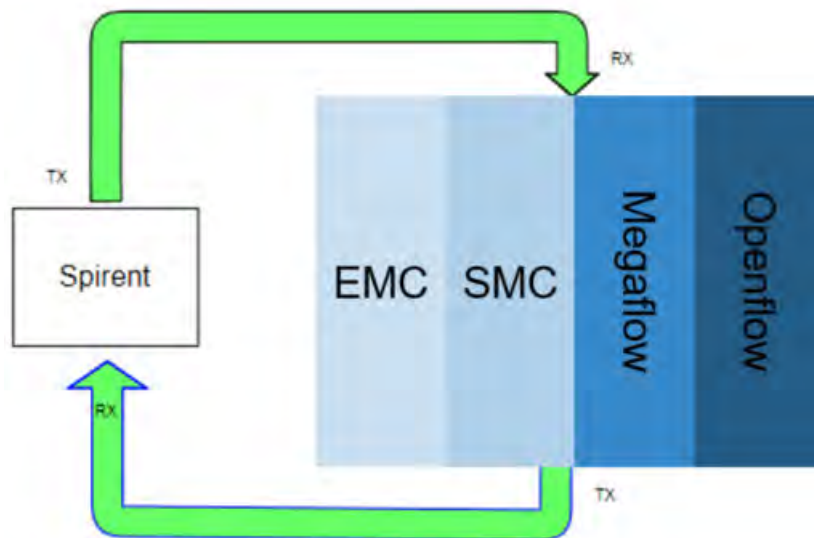 RX
TX
Spirent
EMC
SMC
Megaflow
Openflow
RX
TX